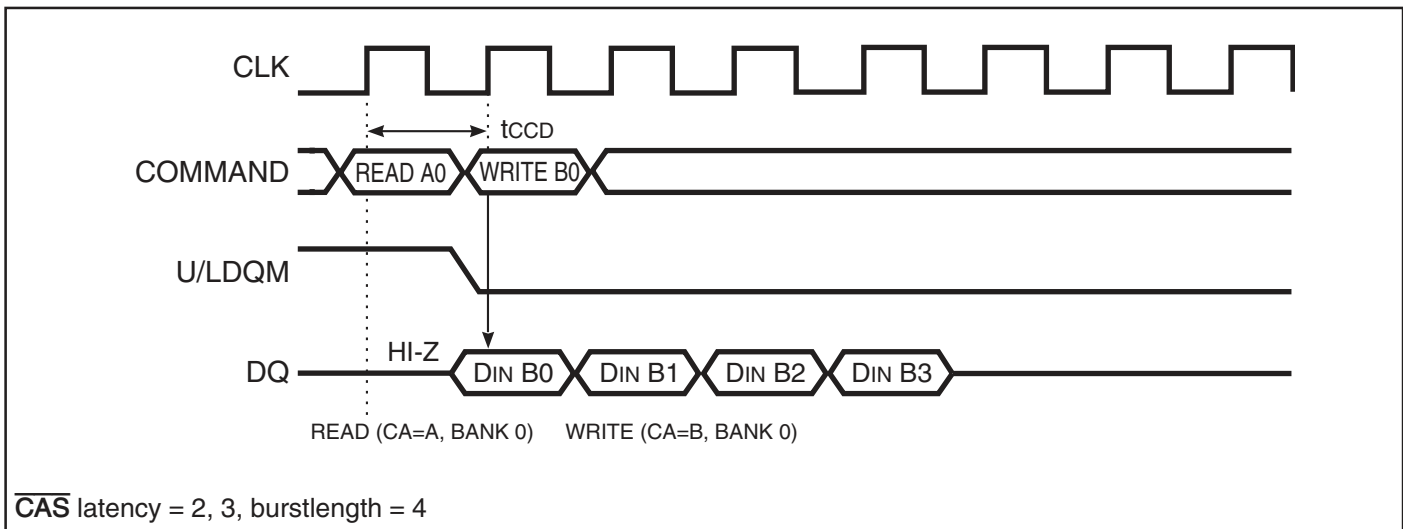 CLK
tCCD
COMMAND READ A0 WRITE B0
U/LDQM
HI-Z
DQ DIN B0 DIN B1 DIN B2 DIN B3
READ (CA=A, BANK 0) WRITE (CA=B, BANK 0)
CAS latency = 2, 3, burstlength = 4